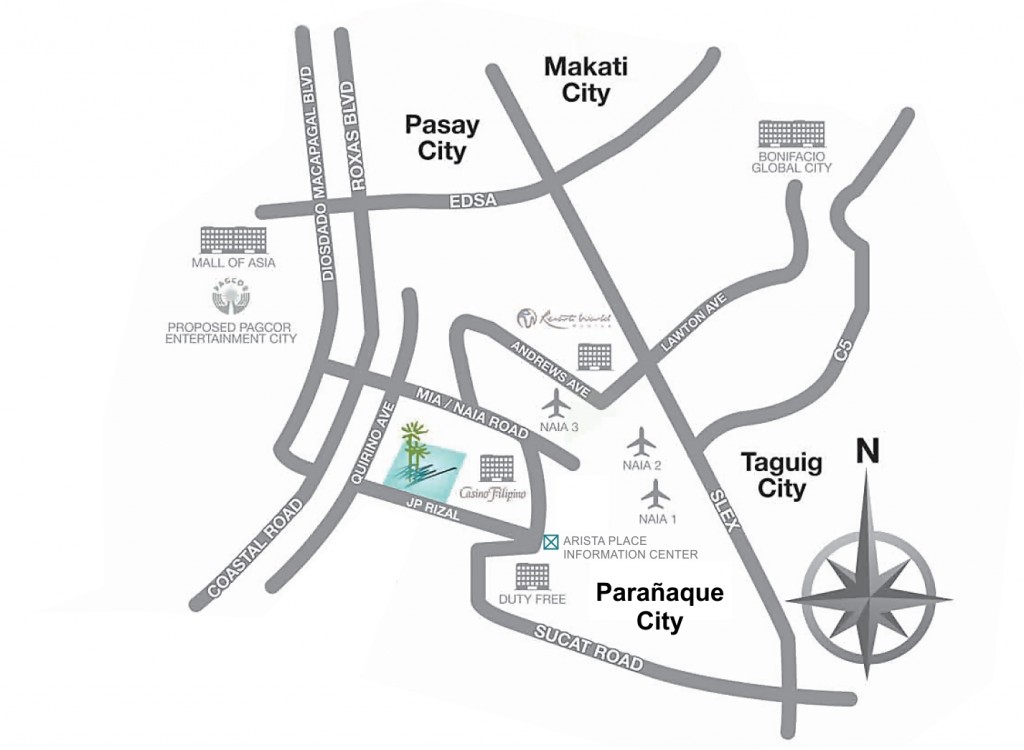 Makati
City
Pasay
City
DIOSDADO MACAPAGAL BLVD
ROXAS BLVD
BONIFACIO
GLOBAL CITY
EDSA
MALL OF ASIA
PAGCOR
PROPOSED PAGCOR
ENTERTAINMENT CITY
Resorts World
MANILA
LAWTON AVE
ANDREWS AVE
C5
MIA / NAIA ROAD
NAIA 3
QUIRINO AVE
NAIA 2
N
Taguig
City
Casino Filipino
JP RIZAL
NAIA 1
SLEX
COASTAL ROAD
ARISTA PLACE
INFORMATION CENTER
DUTY FREE
Parañaque
City
SUCAT ROAD